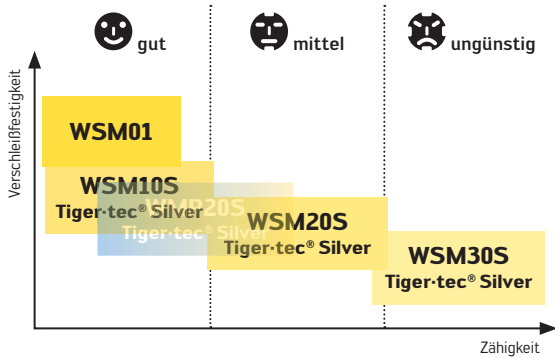 gut
mittel
ungünstig
Verschleißfestigkeit
WSM01
WSM10S
Tiger·tec® Silver
WMP20S
Tiger·tec® Silver
WSM20S
Tiger·tec® Silver
WSM30S
Tiger·tec® Silver
Zähigkeit